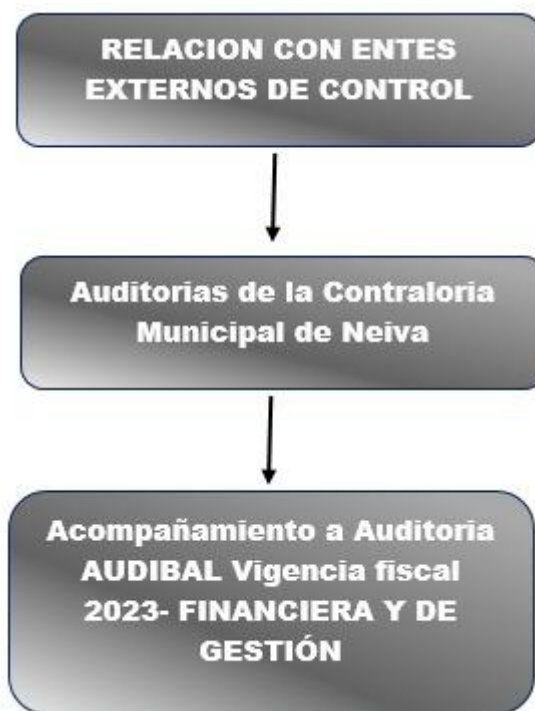 RELACION CON ENTES
EXTERNOS DE CONTROL
Auditorias de la Contraloria
Municipal de Neiva
Acompañamiento a Auditoria
AUDIBAL Vigencia fiscal
2023- FINANCIERA Y DE
GESTIÓN